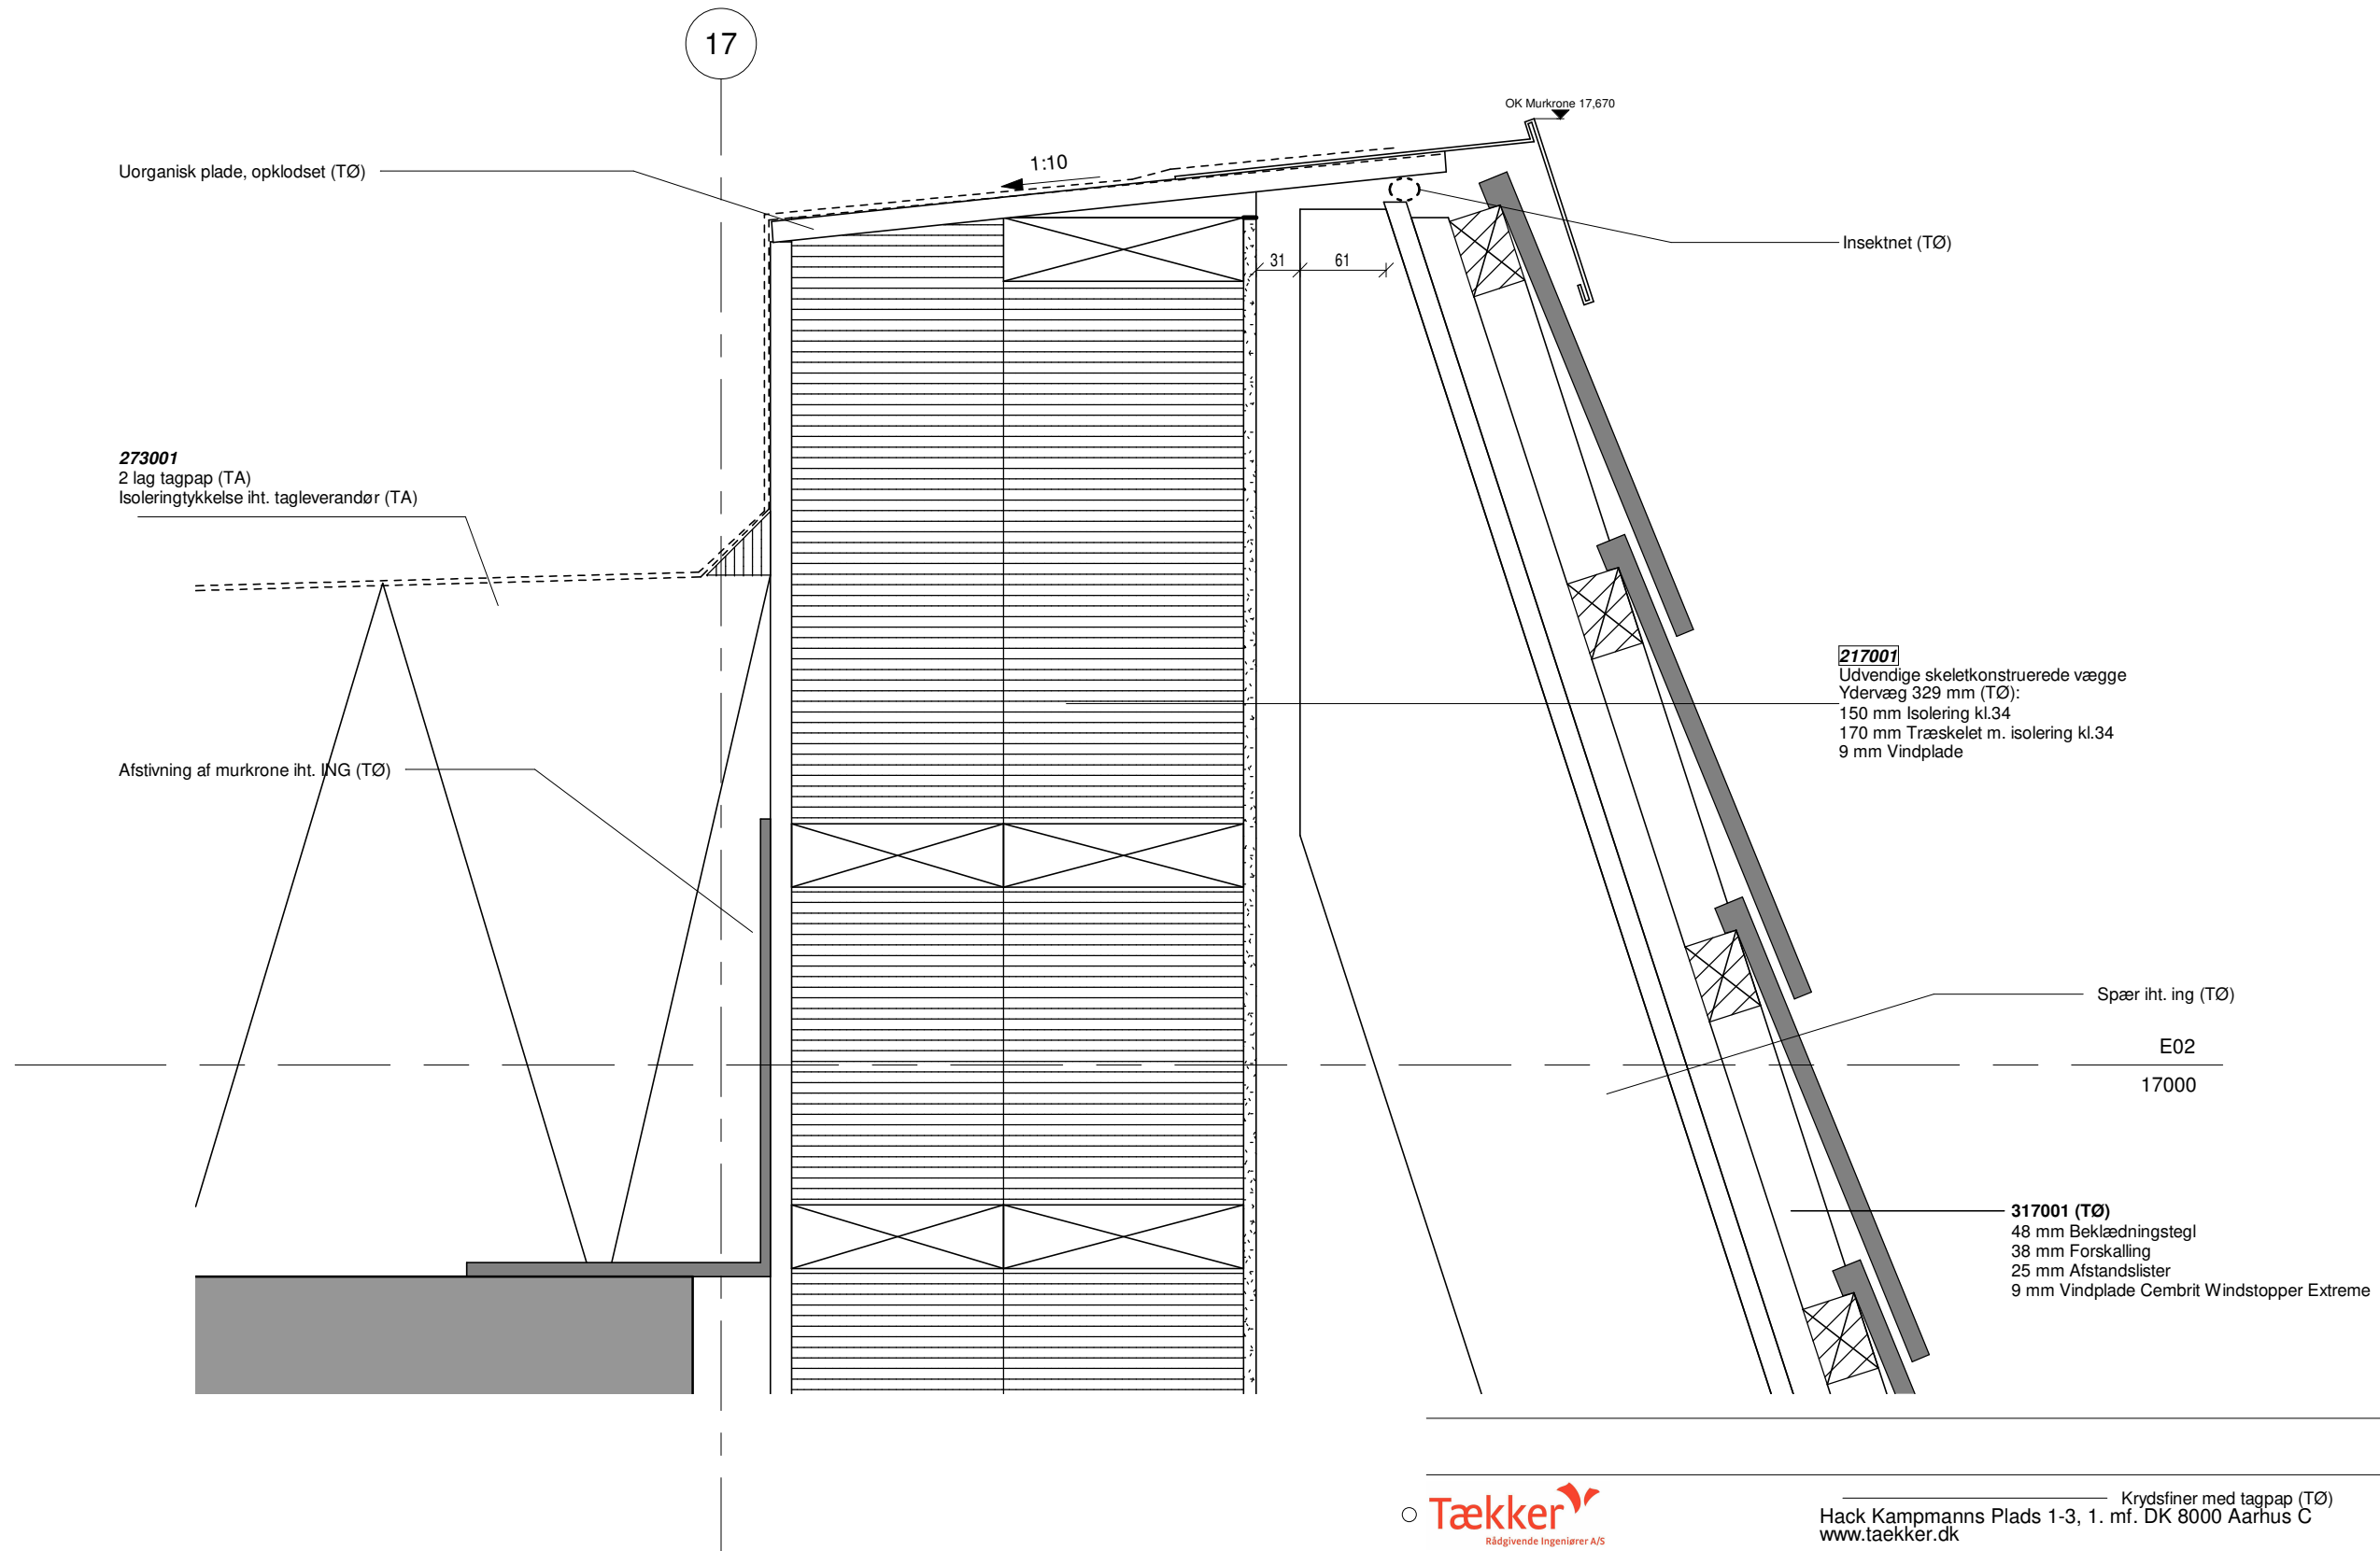 17
OK Murkrone 17,670
1:10
Uorganisk plade, opklodset (TØ)
Insektnet (TØ)
31
61
273001
2 lag tagpap (TA)
Isoleringtykkelse iht. tagleverandør (TA)
217001
Udvendige skeletkonstruerede vægge
Ydervæg 329 mm (TØ):
150 mm Isolering kl.34
170 mm Træskelet m. isolering kl.34
9 mm Vindplade
Afstivning af murkrone iht. ING (TØ)
Spær iht. ing (TØ)
E02
17000
317001 (TØ)
48 mm Beklædningstegl
38 mm Forskalling
25 mm Afstandslister
9 mm Vindplade Cembrit Windstopper Extreme
Tækker
Rådgivende Ingeniører A/S
Krydsfiner med tagpap (TØ)
Hack Kampmanns Plads 1-3, 1. mf. DK 8000 Aarhus C
www.taekker.dk